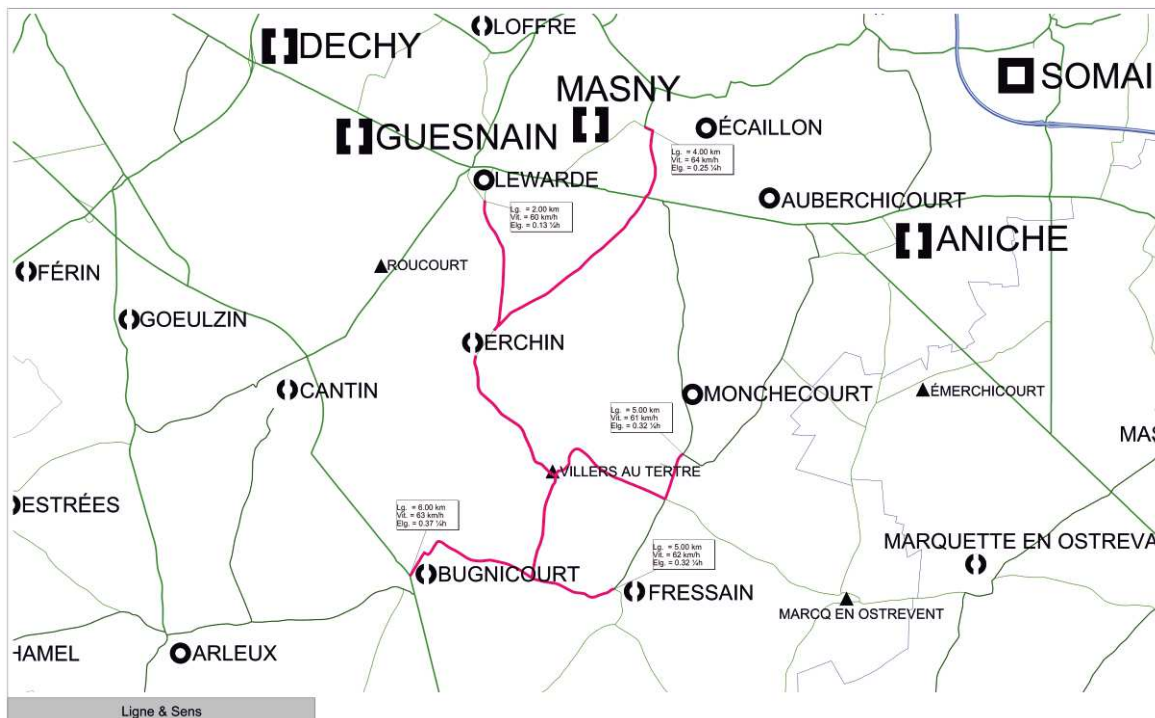 LOFFRE
DECHY
SOMAI
MASNY
GUESNAIN
ÉCAILLON
Lg. = 4.00 km
Vit. = 64 km/h
Elg. = 0.25 ¼h
LEWARDE
AUBERCHICOURT
Lg. = 2.00 km
Vit. = 60 km/h
Elg. = 0.13 ¼h
ANICHE
ROUCOURT
FÉRIN
GOEULZIN
ERCHIN
CANTIN
MONCHECOURT
ÉMERCHICOURT
Lg. = 5.00 km
Vit. = 61 km/h
Elg. = 0.32 ¼h
MAS
VILLERS AU TERTRE
ESTRÉES
Lg. = 6.00 km
Vit. = 63 km/h
Elg. = 0.37 ¼h
MARQUETTE EN OSTREVA
Lg. = 5.00 km
Vit. = 62 km/h
Elg. = 0.32 ¼h
BUGNICOURT
FRESSAIN
MARCQ EN OSTREVENT
HAMEL
ARLEUX
Ligne & Sens